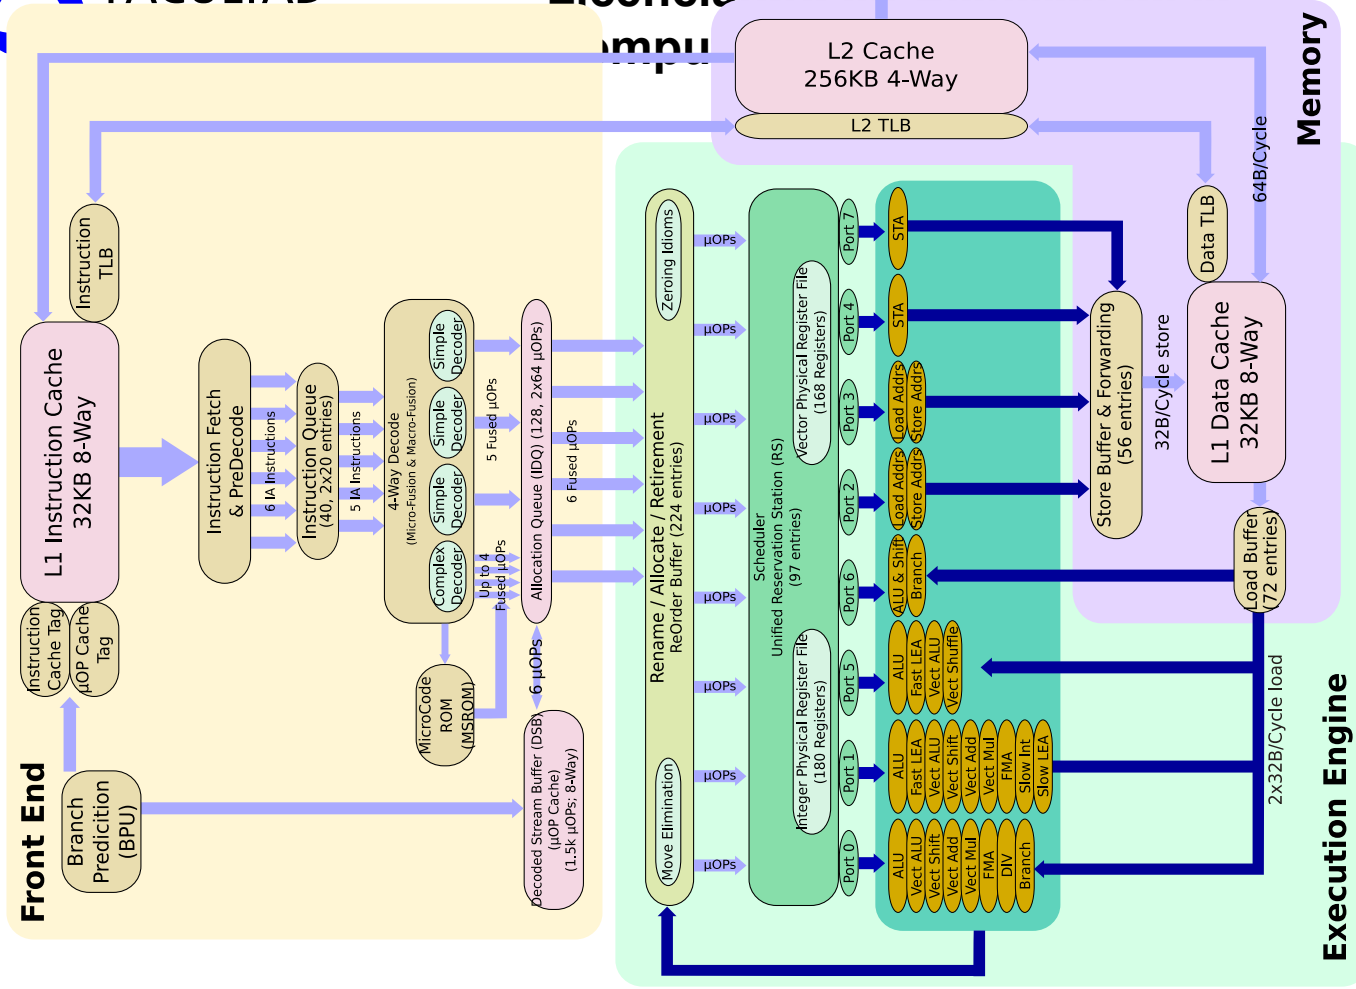 FACULTAD
L2 Cache
256KB 4-Way
L2 TLB
Memory
64B/Cycle
Instruction
TLB
Data TLB
L1 Instruction Cache
32KB 8-Way
Instruction Fetch
& PreDecode
6 IA Instructions
Instruction Queue
(40, 2x20 entries)
5 IA Instructions
4-Way Decode
(Micro-Fusion & Macro-Fusion)
Simple
Decoder
Simple
Decoder
Simple
Decoder
Complex
Decoder
5 Fused µOPs
Up to 4
Fused µOPs
Allocation Queue (IDQ) (128, 2x64 µOPs)
6 Fused µOPs
Instruction
Cache Tag
µOP Cache
Tag
MicroCode
ROM
(MSROM)
6 µOPs
Decoded Stream Buffer (DSB)
(µOP Cache)
(1.5k µOPs; 8-Way)
Branch
Predicition
(BPU)
Front End
Rename / Allocate / Retirement
ReOrder Buffer (224 entries)
Zeroing Idioms
Move Elimination
µOPs
µOPs
µOPs
µOPs
µOPs
µOPs
µOPs
µOPs
Scheduler
Unified Reservation Station (RS)
(97 entries)
Vector Physical Register File
(168 Registers)
Integer Physical Register File
(180 Registers)
Port 7
STA
Port 4
STA
Port 3
Load Addrs
Store Addrs
Port 2
Load Addrs
Store Addrs
Port 6
ALU & Shift
Branch
Port 5
ALU
Fast LEA
Vect ALU
Vect Shuffle
Port 1
ALU
Fast LEA
Vect ALU
Vect Shift
Vect Add
Vect Mul
FMA
Slow Int
Slow LEA
Port 0
ALU
Vect ALU
Vect Shift
Vect Add
Vect Mul
FMA
DIV
Branch
Store Buffer & Forwarding
(56 entries)
32B/Cycle store
L1 Data Cache
32KB 8-Way
Load Buffer
(72 entries)
2x32B/Cycle load
Execution Engine